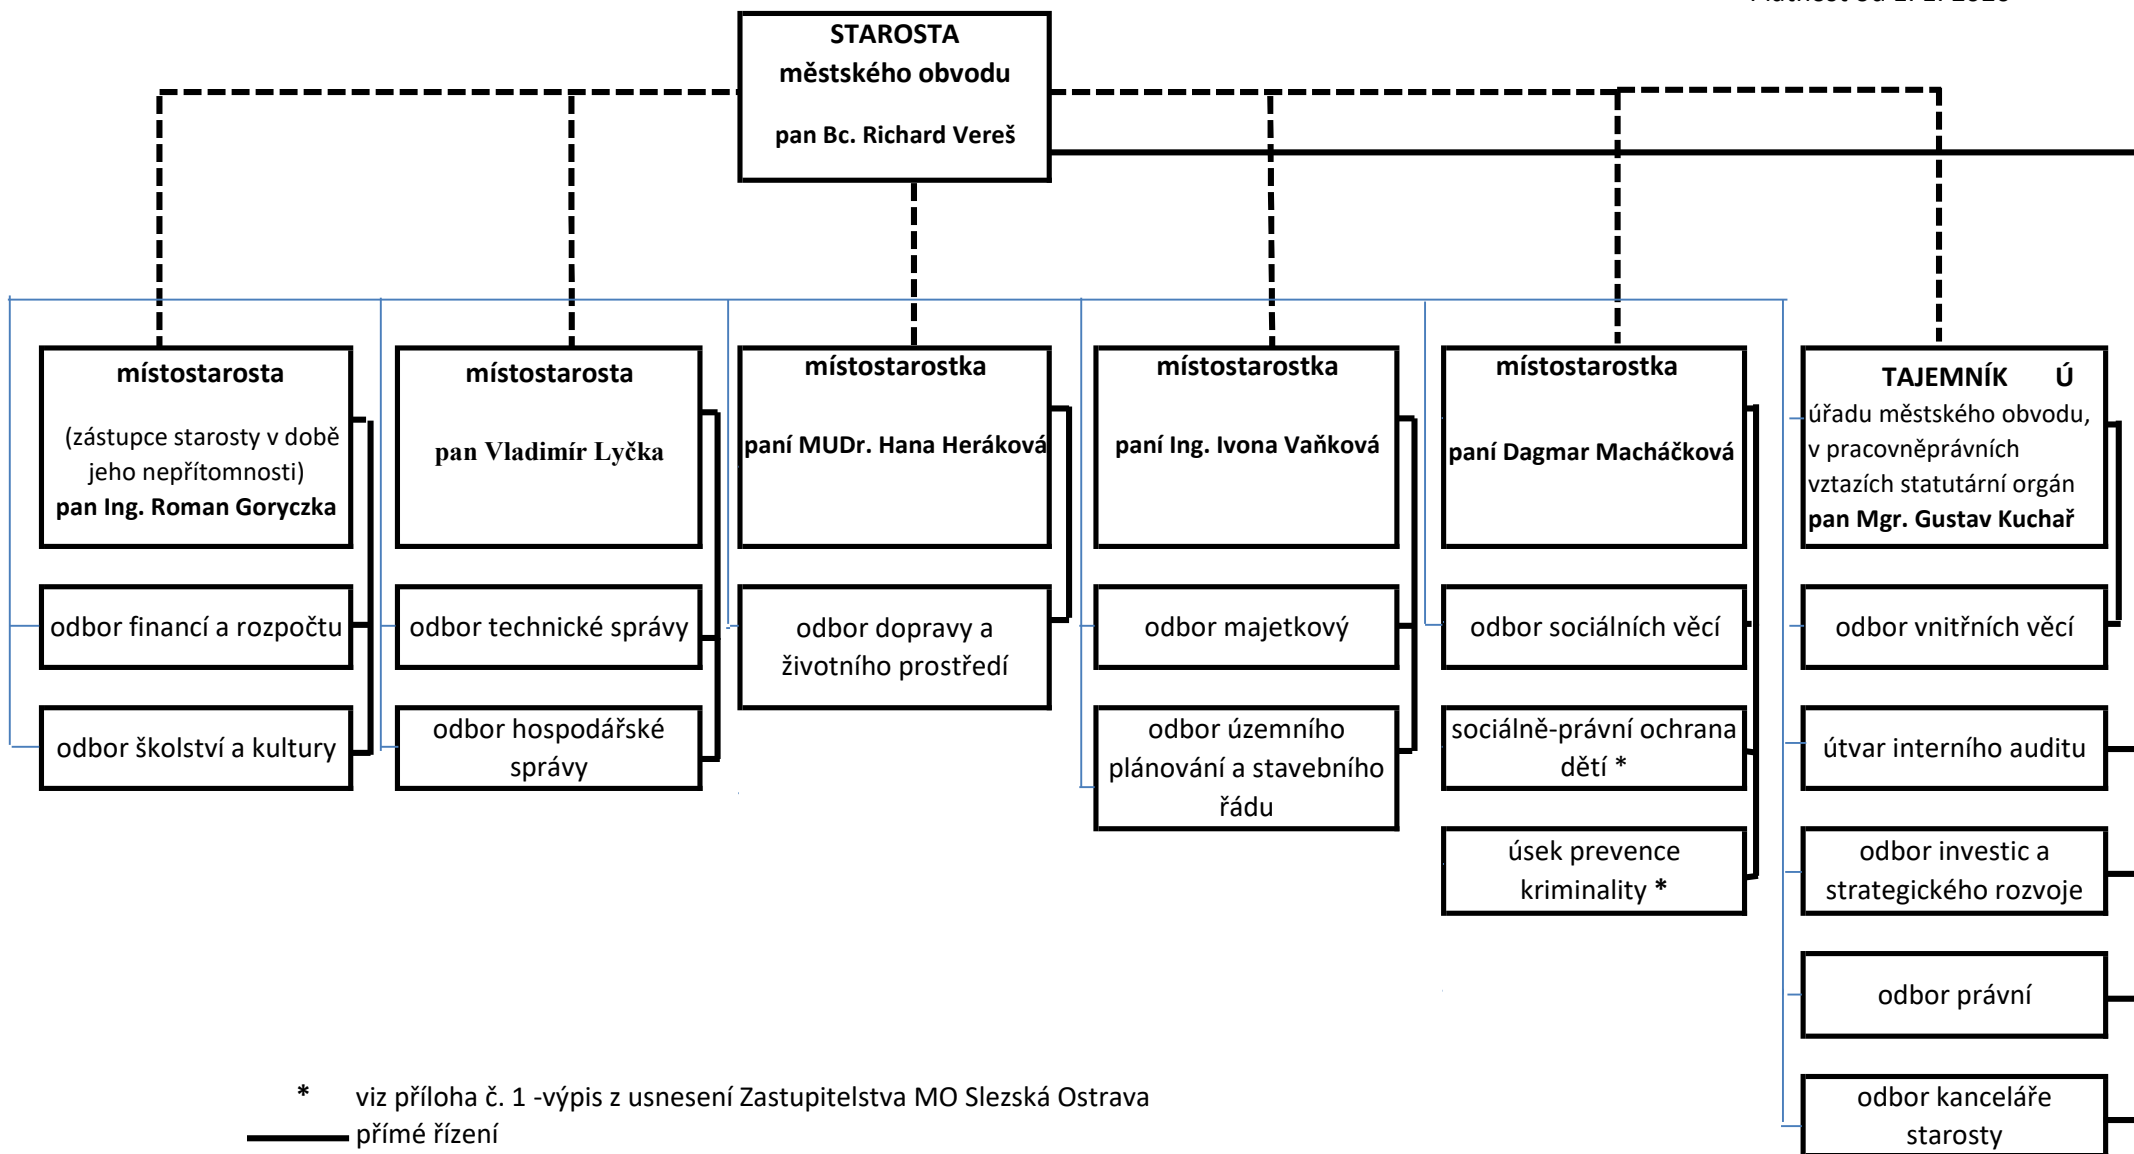 STAROSTA
městského obvodu
pan Bc. Richard Vereš
místostarosta
(zástupce starosty v době
jeho nepřítomnosti)
pan Ing. Roman Goryczka
místostarosta
pan Vladimír Lyčka
místostarostka
paní MUDr. Hana Heráková
místostarostka
paní Ing. Ivona Vaňková
místostarostka
paní Dagmar Macháčková
TAJEMNÍK Ú
úřadu městského obvodu,
v pracovněprávních
vztazích statutární orgán
pan Mgr. Gustav Kuchař
odbor financí a rozpočtu
odbor technické správy
odbor dopravy a
životního prostředí
odbor majetkový
odbor sociálních věcí
odbor vnitřních věcí
odbor školství a kultury
odbor hospodářské
správy
odbor územního
plánování a stavebního
řádu
sociálně-právní ochrana
dětí *
útvar interního auditu
úsek prevence
kriminality *
odbor investic a
strategického rozvoje
odbor právní
odbor kanceláře
starosty
* viz příloha č. 1 -výpis z usnesení Zastupitelstva MO Slezská Ostrava
přímé řízení